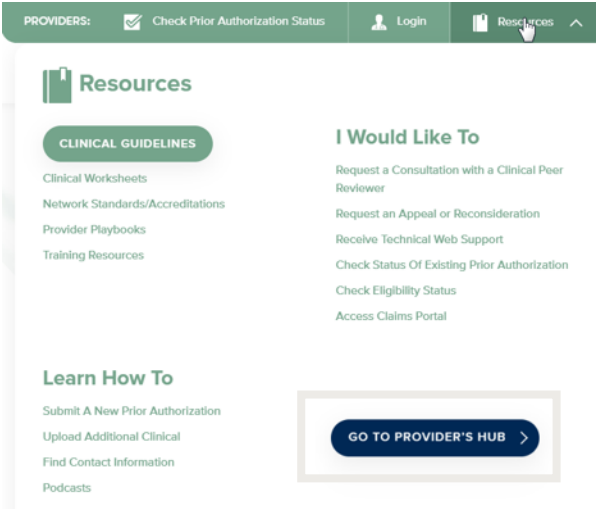 PROVIDERS:
Check Prior Authorization Status
Login
Resources
Resources
CLINICAL GUIDELINES
Clinical Worksheets
Network Standards/Accreditations
Provider Playbooks
Training Resources
I Would Like To
Request a Consultation with a Clinical Peer
Reviewer
Request an Appeal or Reconsideration
Receive Technical Web Support
Check Status Of Existing Prior Authorization
Check Eligibility Status
Access Claims Portal
Learn How To
Submit A New Prior Authorization
Upload Additional Clinical
Find Contact Information
Podcasts
GO TO PROVIDER'S HUB